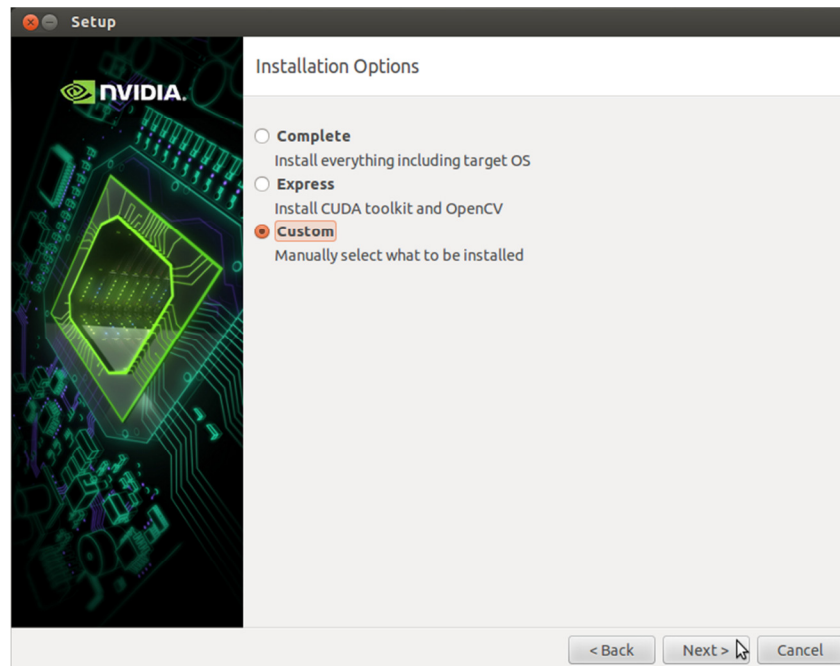 Setup
NVIDIA.
Installation Options
Complete
Install everything including target OS
Express
Install CUDA toolkit and OpenCV
Custom
Manually select what to be installed
< Back
Next >
Cancel